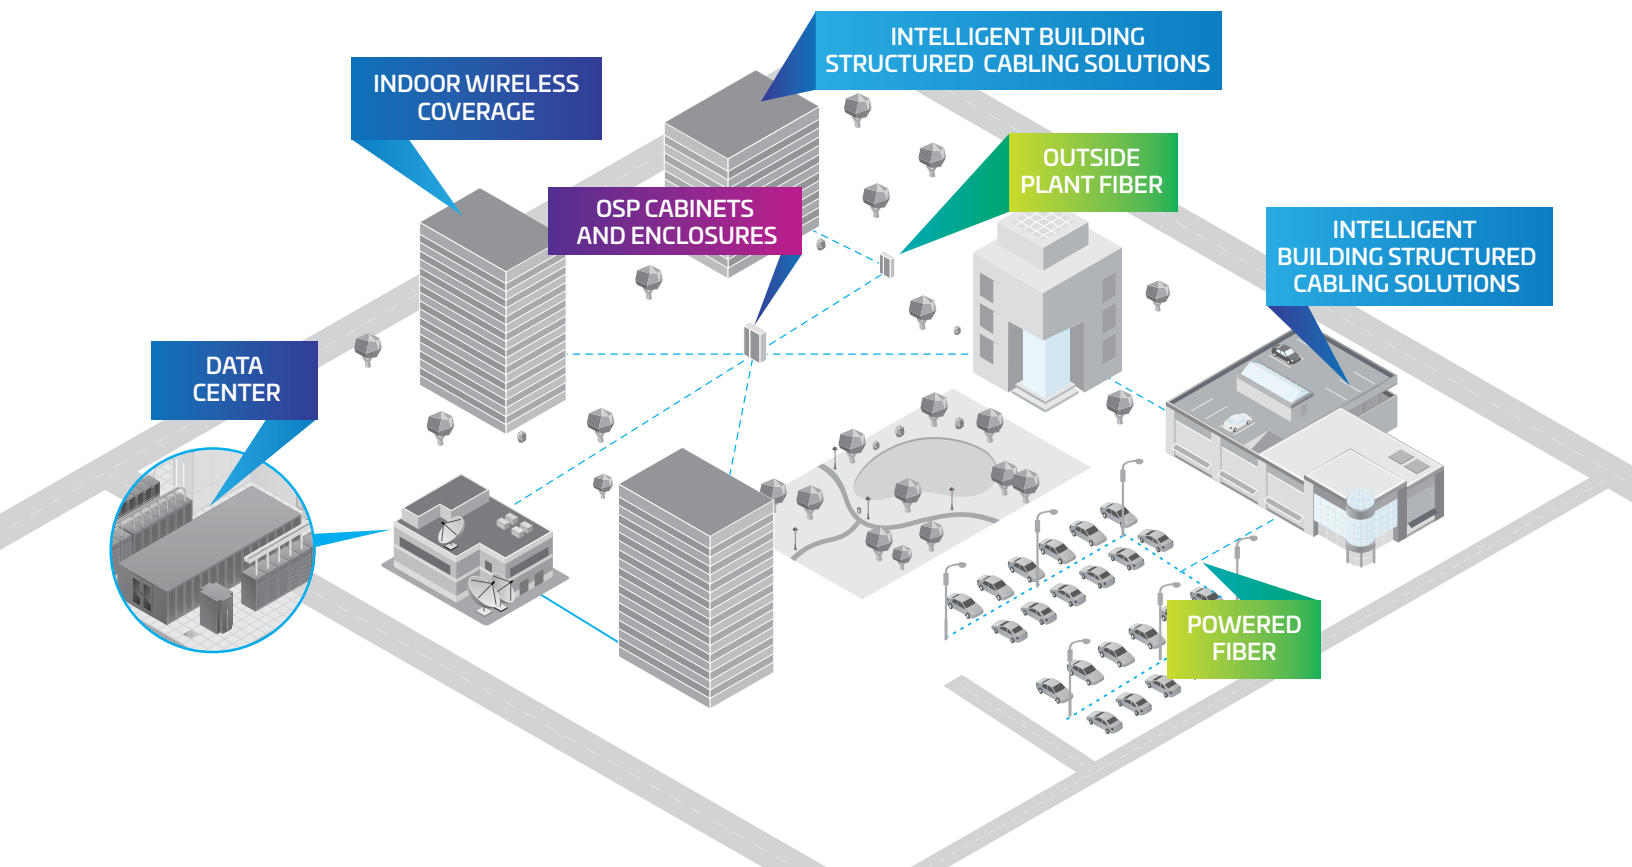 INTELLIGENT BUILDING
STRUCTURED CABLING SOLUTIONS
INDOOR WIRELESS
COVERAGE
OUTSIDE
PLANT FIBER
OSP CABINETS
AND ENCLOSURES
INTELLIGENT
BUILDING STRUCTURED
CABLING SOLUTIONS
DATA
CENTER
POWERED
FIBER